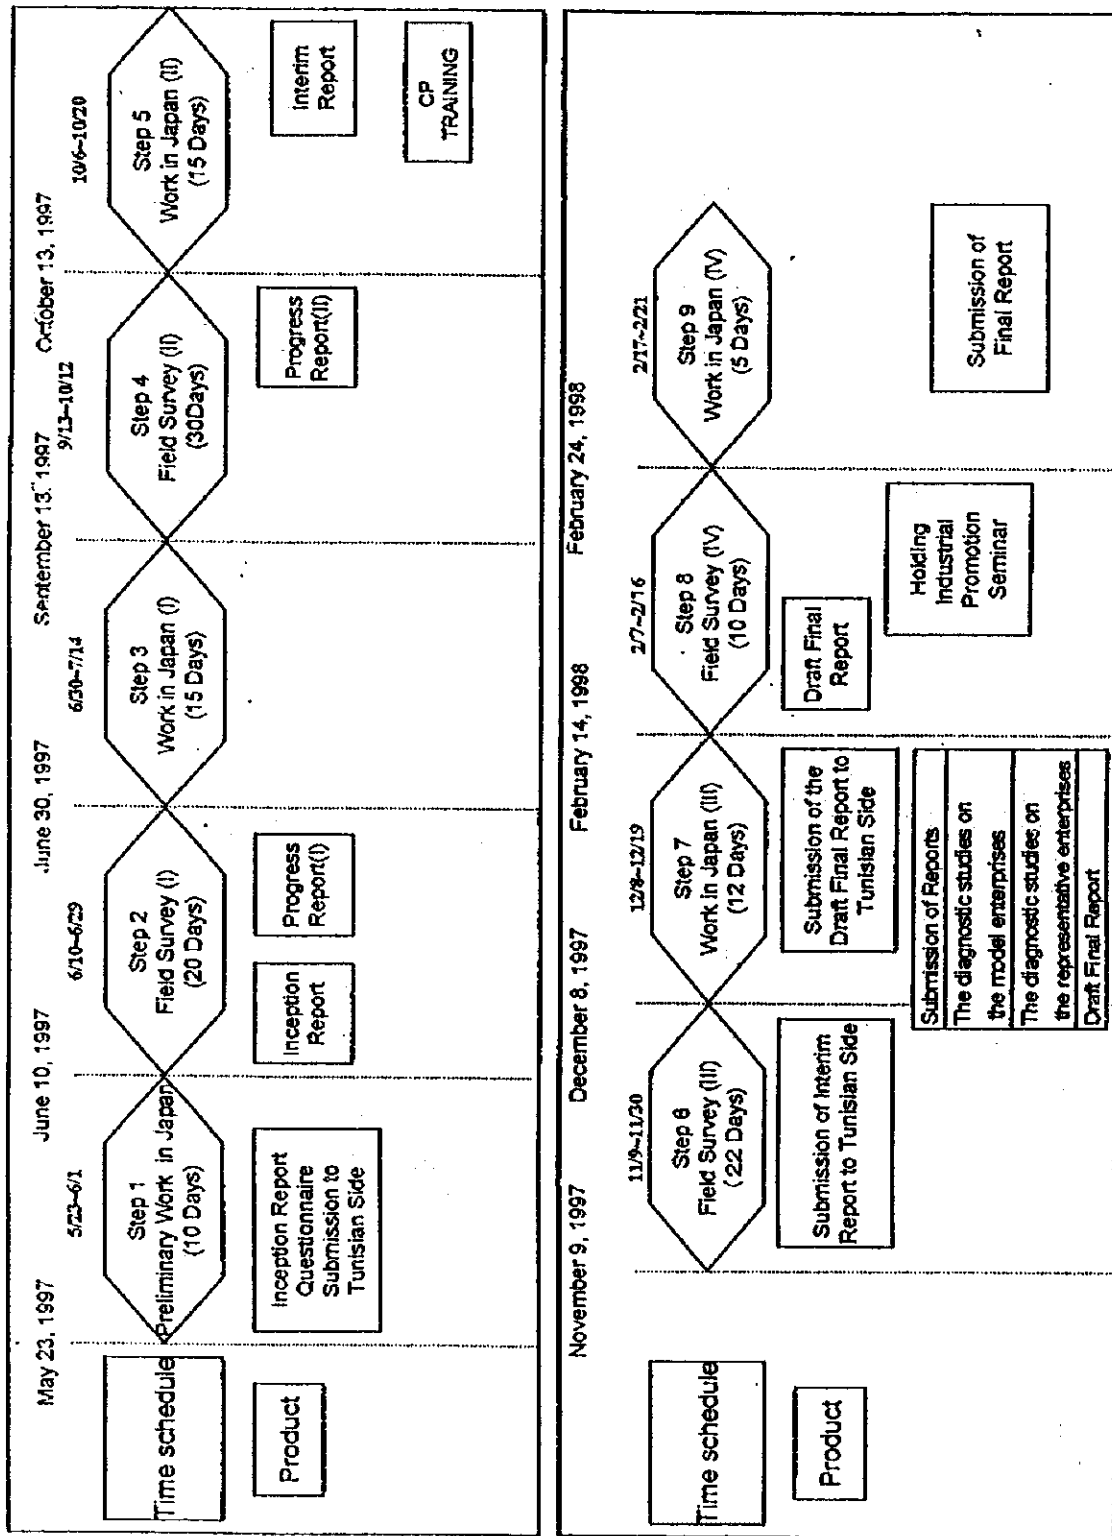 May 23, 1997
June 10, 1997
June 30, 1997
September 13, 1997
October 13, 1997
5/23~6/1
6/10~6/29
6/30~7/14
9/13~10/12
10/6~10/20
Time schedule
Step 1
Preliminary Work in Japan
(10 Days)
Step 2
Field Survey (I)
(20 Days)
Step 3
Work in Japan (I)
(15 Days)
Step 4
Field Survey (II)
(30Days)
Step 5
Work in Japan (II)
(15 Days)
Product
Inception Report
Questionnaire
Submission to
Tunisian Side
Inception
Report
Progress
Report(I)
Progress
Report(II)
Interim
Report
CP
TRAINING
November 9, 1997
December 8, 1997
February 14, 1998
February 24, 1998
11/9~11/30
12/8~12/19
2/7~2/16
2/17~2/21
Time schedule
Step 6
Field Survey (III)
(22 Days)
Step 7
Work in Japan (III)
(12 Days)
Step 8
Field Survey (IV)
(10 Days)
Step 9
Work in Japan (IV)
(5 Days)
Product
Submission of Interim
Report to Tunisian Side
Submission of the
Draft Final Report to
Tunisian Side
Submission of Reports
The diagnostic studies on
the model enterprises
The diagnostic studies on
the representative enterprises
Draft Final Report
Draft Final
Report
Holding
Industrial
Promotion
Seminar
Submission of
Final Report